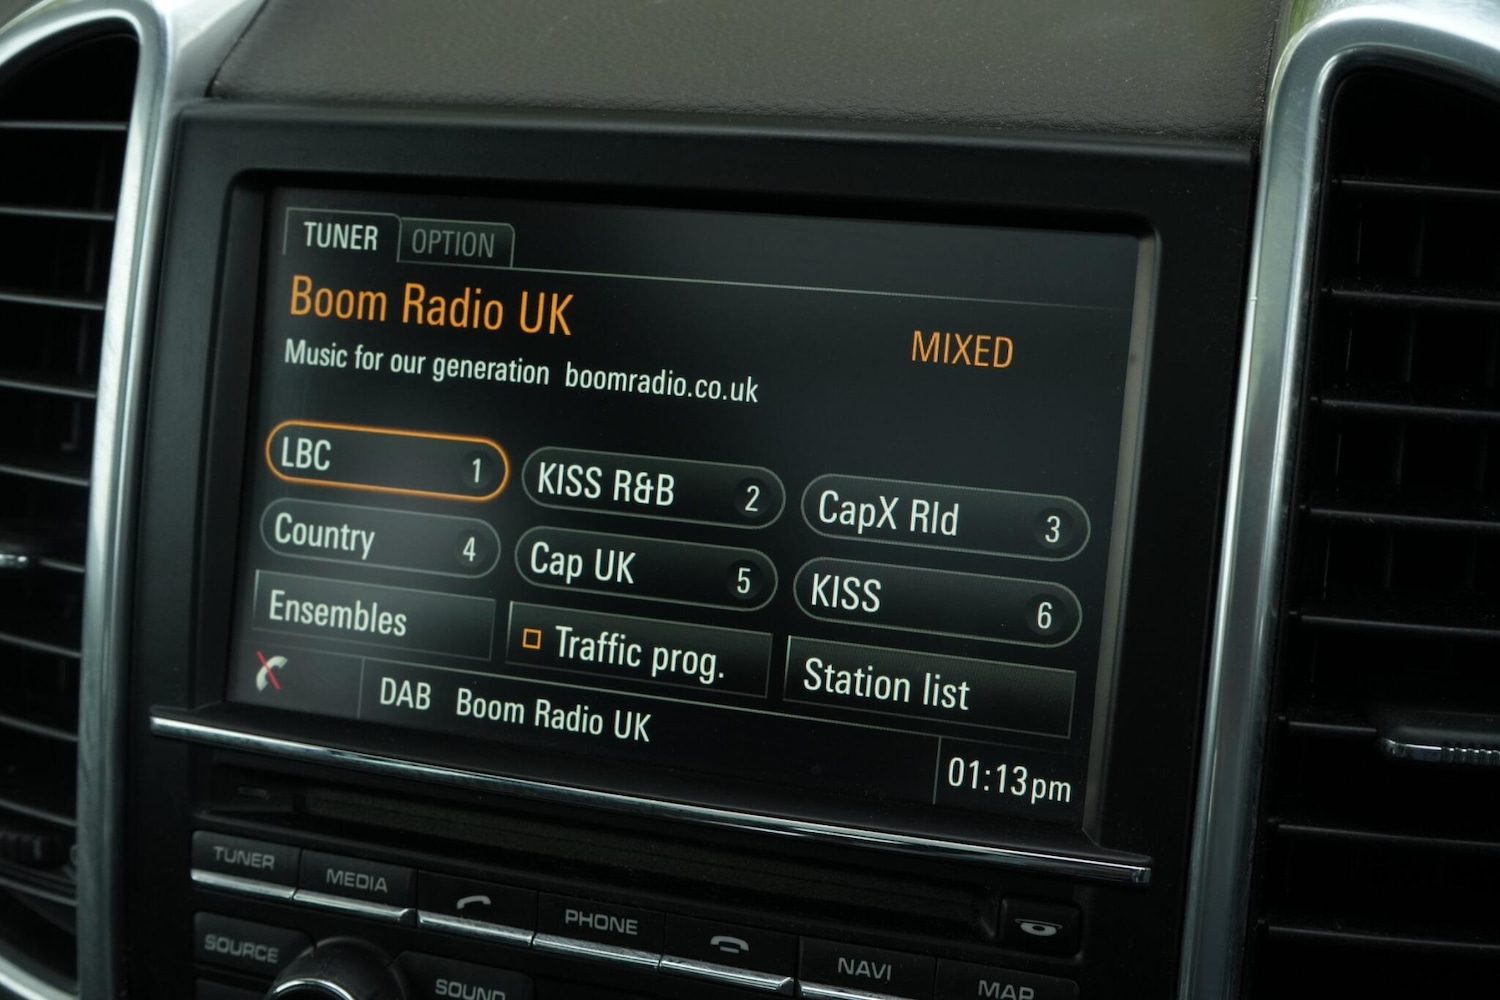 TUNER OPTION
Boom Radio UK
MIXED
Music for our generation boomradio.co.uk
LBC 1 KISS R&B 2 CapX Rld 3
Country 4 Cap UK 5 KISS 6
Ensembles Traffic prog. Station list
DAB Boom Radio UK
01:13pm
TUNER MEDIA PHONE NAVI MAP
SOURCE SOUND